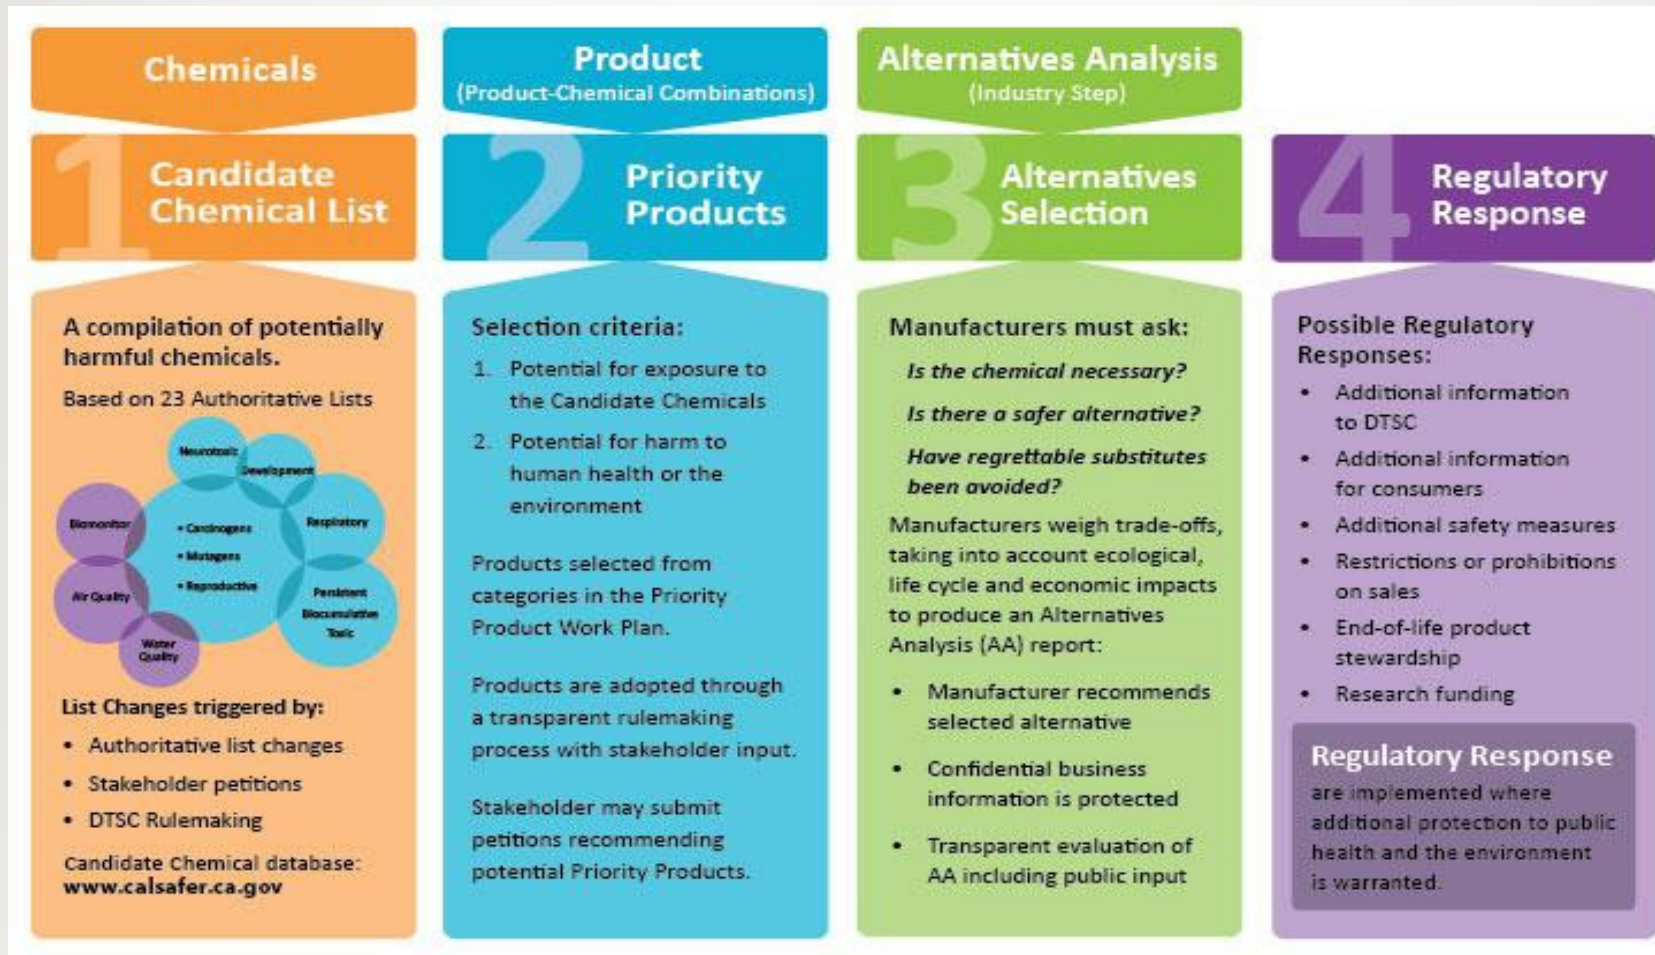 Chemicals
1
Candidate
Chemical List
A compilation of potentially
harmful chemicals.
Based on 23 Authoritative Lists
Neurotoxic
Development
Biomonitor
• Carcinogens
• Mutagens
• Reproductive
Respiratory
Air Quality
Persistent
Biocumulative
Toxic
Water
Quality
List Changes triggered by:
• Authoritative list changes
• Stakeholder petitions
• DTSC Rulemaking
Candidate Chemical database:
www.calsafer.ca.gov
Product
(Product-Chemical Combinations)
2
Priority
Products
Selection criteria:
1. Potential for exposure to
the Candidate Chemicals
2. Potential for harm to
human health or the
environment
Products selected from
categories in the Priority
Product Work Plan.
Products are adopted through
a transparent rulemaking
process with stakeholder input.
Stakeholder may submit
petitions recommending
potential Priority Products.
Alternatives Analysis
(Industry Step)
3
Alternatives
Selection
Manufacturers must ask:
Is the chemical necessary?
Is there a safer alternative?
Have regrettable substitutes
been avoided?
Manufacturers weigh trade-offs,
taking into account ecological,
life cycle and economic impacts
to produce an Alternatives
Analysis (AA) report:
• Manufacturer recommends
selected alternative
• Confidential business
information is protected
• Transparent evaluation of
AA including public input
4
Regulatory
Response
Possible Regulatory
Responses:
• Additional information
to DTSC
• Additional information
for consumers
• Additional safety measures
• Restrictions or prohibitions
on sales
• End-of-life product
stewardship
• Research funding
Regulatory Response
are implemented where
additional protection to public
health and the environment
is warranted.